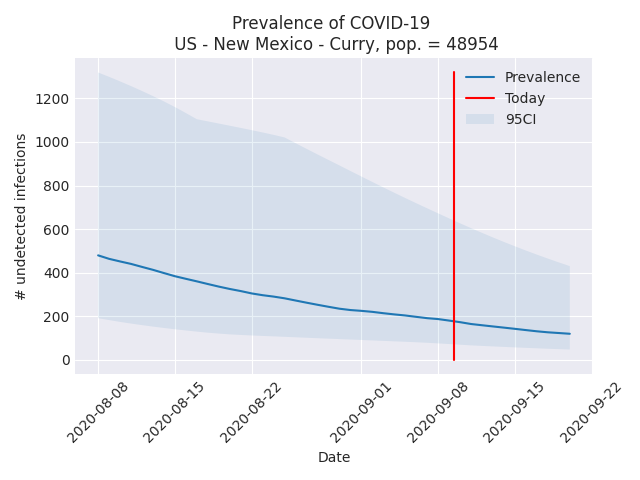 Prevalence of COVID-19
US - New Mexico - Curry, pop. = 48954
Prevalence
Today
95CI
# undetected infections
1200
1000
800
600
400
200
0
2020-08-08
2020-08-15
2020-08-22
2020-09-01
2020-09-08
2020-09-15
2020-09-22
Date